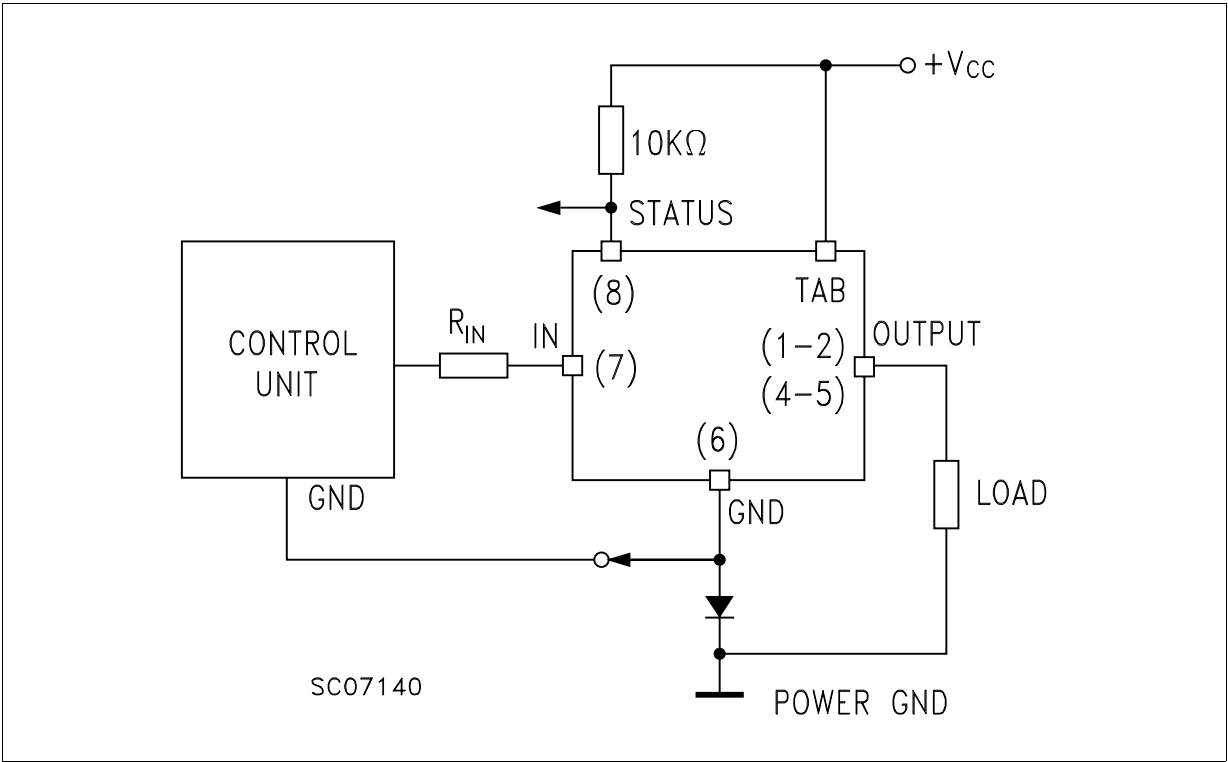 +VCC
10KΩ
STATUS
(8)
TAB
CONTROL
UNIT
RIN
IN
(7)
(1-2)
(4-5)
OUTPUT
(6)
GND
GND
LOAD
SC07140
POWER GND